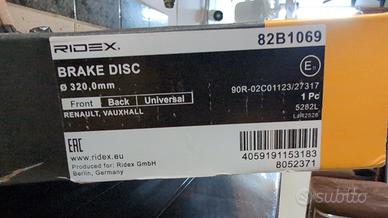 RIDEX.
82B1069
BRAKE DISC
Ø 320,0mm
90R-02C01123/27317
Front Back Universal
1 Pc
5282L
RENAULT, VAUXHALL
EAC
www.ridex.eu
Produced for: Ridex GmbH
Berlin, Germany
4059191153183
8052371
subito